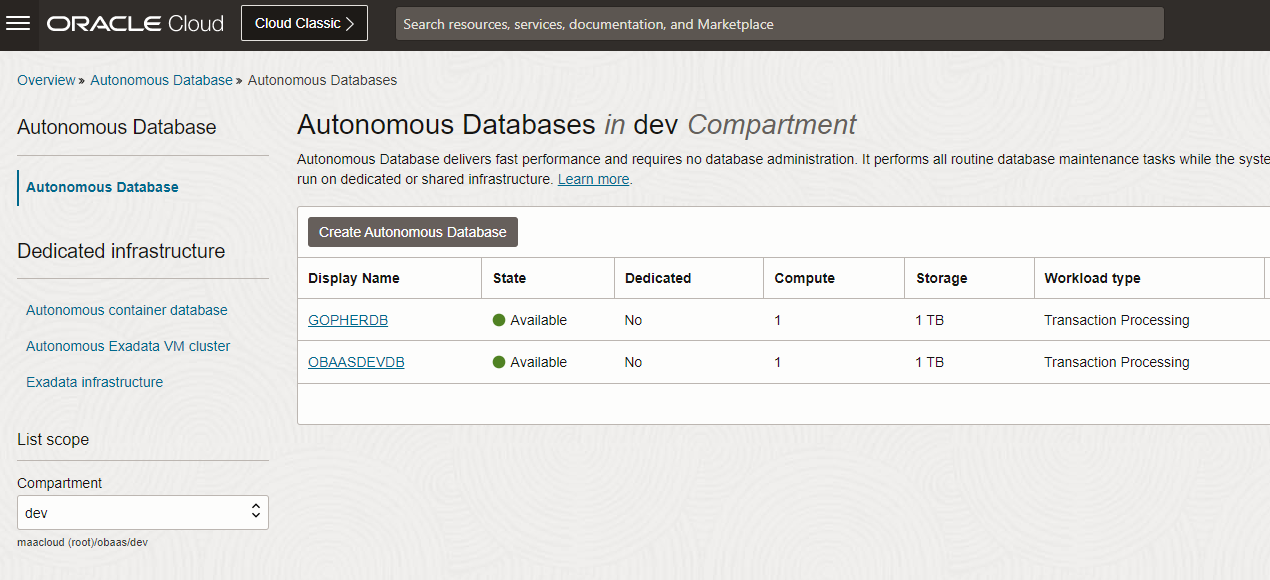 ORACLE Cloud
Cloud Classic
Search resources, services, documentation, and Marketplace
Overview » Autonomous Database » Autonomous Databases
Autonomous Database
Autonomous Database
Dedicated infrastructure
Autonomous container database
Autonomous Exadata VM cluster
Exadata infrastructure
List scope
Compartment
dev
maacloud (root)/obaas/dev
Autonomous Databases in dev Compartment
Autonomous Database delivers fast performance and requires no database administration. It performs all routine database maintenance tasks while the syste
run on dedicated or shared infrastructure. Learn more.
Create Autonomous Database
Display Name State Dedicated Compute Storage Workload type
GOPHERDB Available No 1 1 TB Transaction Processing
OBAASDEVDB Available No 1 1 TB Transaction Processing